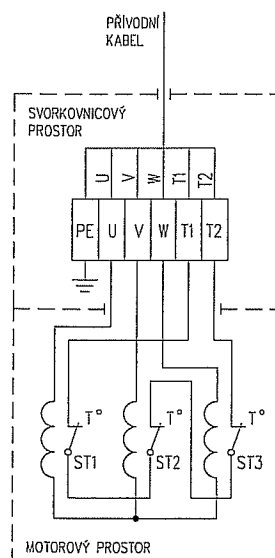 PŘÍVODNÍ
KABEL
SVORKOVNICOVÝ
PROSTOR
U V W T1 T2
PE U V W T1 T2
T° T° T°
ST1 ST2 ST3
MOTOROVÝ PROSTOR